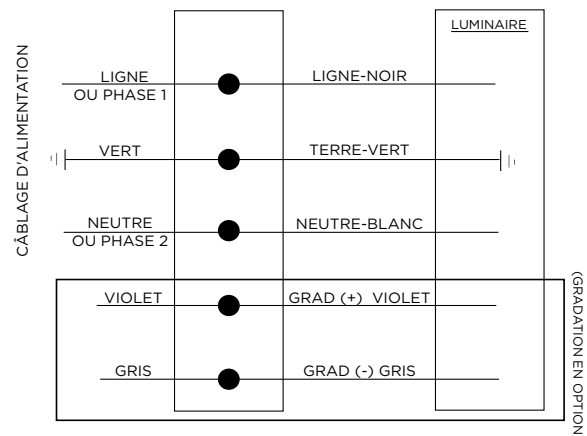 LUMINAIRE
CÂBLAGE D'ALIMENTATION
LIGNE
OU PHASE 1
LIGNE-NOIR
VERT
TERRE-VERT
NEUTRE
OU PHASE 2
NEUTRE-BLANC
VIOLET
GRAD (+) VIOLET
GRIS
GRAD (-) GRIS
(GRADATION EN OPTION